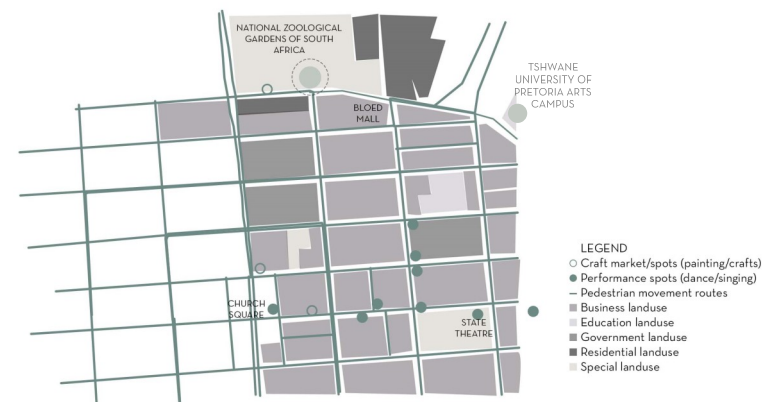 NATIONAL ZOOLOGICAL
GARDENS OF SOUTH
AFRICA
TSHWANE
UNIVERSITY OF
PRETORIA ARTS
CAMPUS
BLOED
MALL
CHURCH
SQUARE
STATE
THEATRE
LEGEND
Craft market/spots (painting/crafts)
Performance spots (dance/singing)
Pedestrian movement routes
Business landuse
Education landuse
Government landuse
Residential landuse
Special landuse